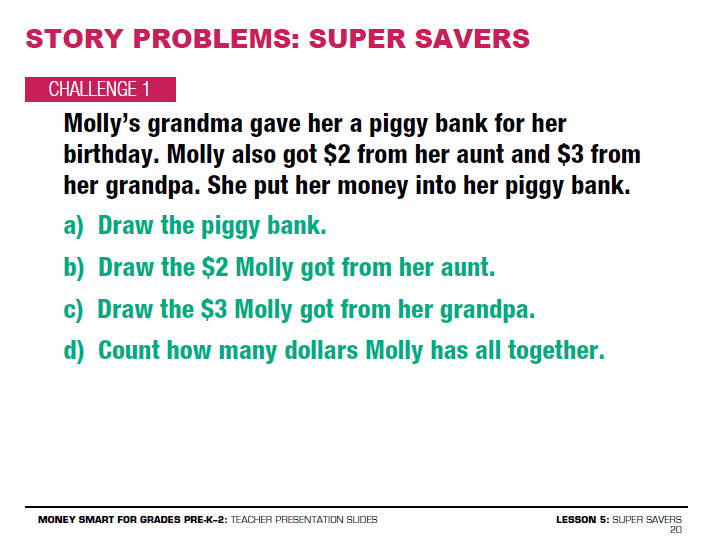 STORY PROBLEMS: SUPER SAVERS
CHALLENGE 1
Molly’s grandma gave her a piggy bank for her
birthday. Molly also got $2 from her aunt and $3 from
her grandpa. She put her money into her piggy bank.
a) Draw the piggy bank.
b) Draw the $2 Molly got from her aunt.
c) Draw the $3 Molly got from her grandpa.
d) Count how many dollars Molly has all together.
MONEY SMART FOR GRADES PRE-K–2: TEACHER PRESENTATION SLIDES
LESSON 5: SUPER SAVERS
20